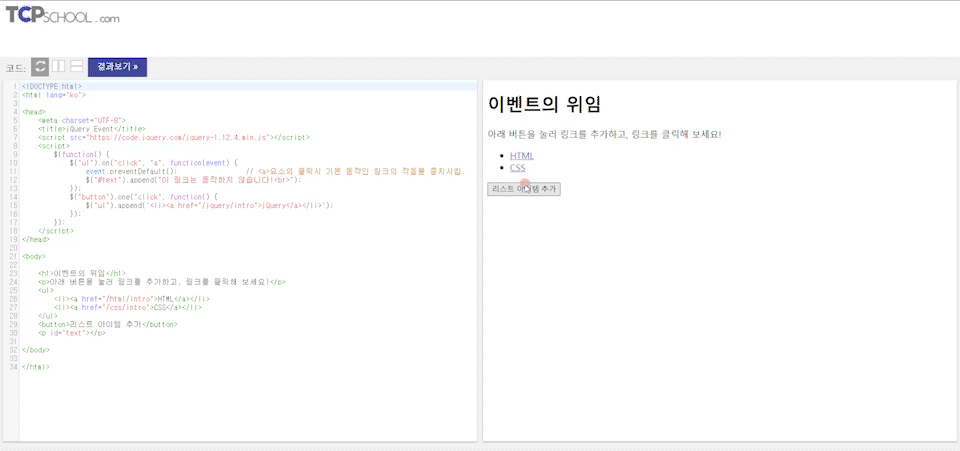 TCPSCHOOL.com
코드: 결과보기 »
1 <!DOCTYPE html>
2 <html lang="ko">
3
4 <head>
5 <meta charset="UTF-8">
6 <title>jQuery Event</title>
7 <script src="https://code.jquery.com/jquery-1.12.4.min.js"></script>
8 <script>
9 $(function() {
10 $("ul").on("click", "a", function(event) {
11 event.preventDefault(); // <a>요소의 클릭시 기본 동작인 링크의 작동을 중지시킴.
12 $("#text").append("이 링크는 동작하지 않습니다!<br>");
13 });
14 $("button").one("click", function() {
15 $("ul").append('<li><a href="/jquery/intro">jQuery</a></li>');
16 });
17 });
18 </script>
19 </head>
20
21 <body>
22
23 <h1>이벤트의 위임</h1>
24 <p>아래 버튼을 눌러 링크를 추가하고, 링크를 클릭해 보세요!</p>
25 <ul>
26 <li><a href="/html/intro">HTML</a></li>
27 <li><a href="/css/intro">CSS</a></li>
28 </ul>
29 <button>리스트 아이템 추가</button>
30 <p id="text"></p>
31
32 </body>
33
34 </html>
이벤트의 위임
아래 버튼을 눌러 링크를 추가하고, 링크를 클릭해 보세요!
HTML
CSS
리스트 아이템 추가